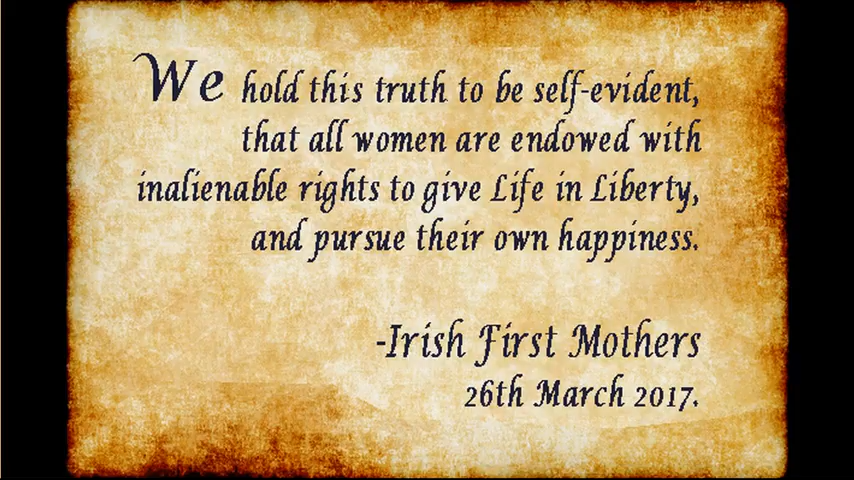 We hold this truth to be self-evident,
that all women are endowed with
inalienable rights to give Life in Liberty,
and pursue their own happiness.
-Irish First Mothers
26th March 2017.